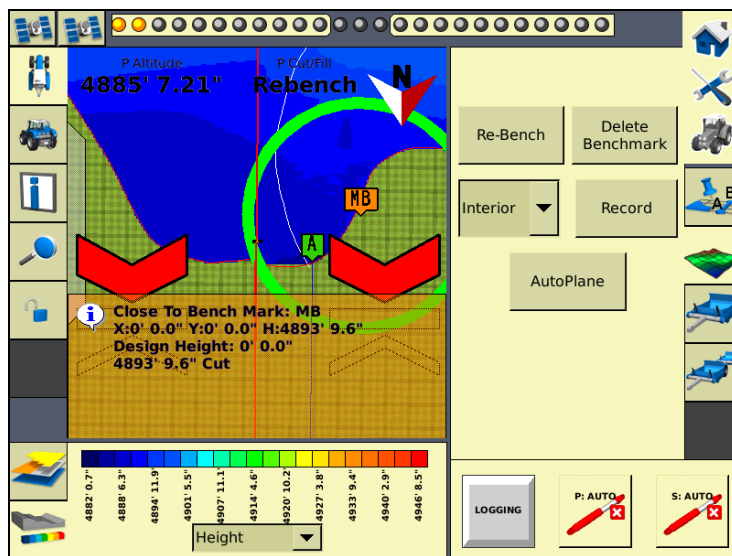 P Altitude
P Cut/Fill
4885' 7.21"
Rebench
N
Re-Bench
Delete
Benchmark
Interior
Record
AutoPlane
MB
A
A
B
Close To Bench Mark: MB
X:0' 0.0" Y:0' 0.0" H:4893' 9.6"
Design Height: 0' 0.0"
4893' 9.6" Cut
4882' 0.7"
4888' 6.3"
4894' 11.9"
4901' 5.5"
4907' 11.1"
4914' 4.6"
4920' 10.2"
4927' 3.8"
4933' 9.4"
4940' 2.9"
4946' 8.5"
Height
LOGGING
P: AUTO
S: AUTO